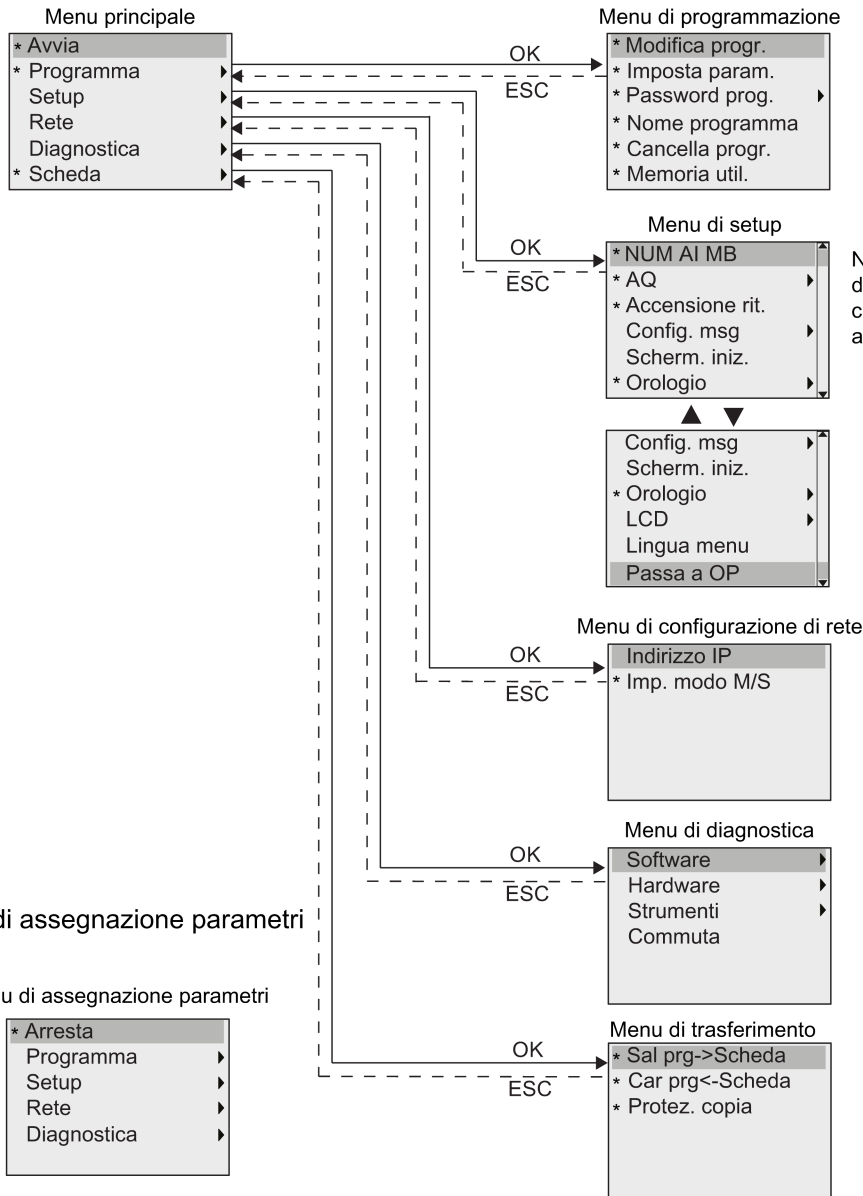 Menu principale
* Avvia
* Programma
Setup
Rete
Diagnostica
* Scheda
OK
ESC
Menu di programmazione
* Modifica progr.
* Imposta param.
* Password prog.
* Nome programma
* Cancella progr.
* Memoria util.
OK
ESC
Menu di setup
* NUM AI MB
* AQ
* Accensione rit.
Config. msg
Scherm. iniz.
* Orologio
Config. msg
Scherm. iniz.
* Orologio
LCD
Lingua menu
Passa a OP
OK
ESC
Menu di configurazione di rete
Indirizzo IP
* Imp. modo M/S
OK
ESC
Menu di diagnostica
Software
Hardware
Strumenti
Commuta
di assegnazione parametri
u di assegnazione parametri
* Arresta
Programma
Setup
Rete
Diagnostica
OK
ESC
Menu di trasferimento
* Sal prg->Scheda
* Car prg<-Scheda
* Protez. copia